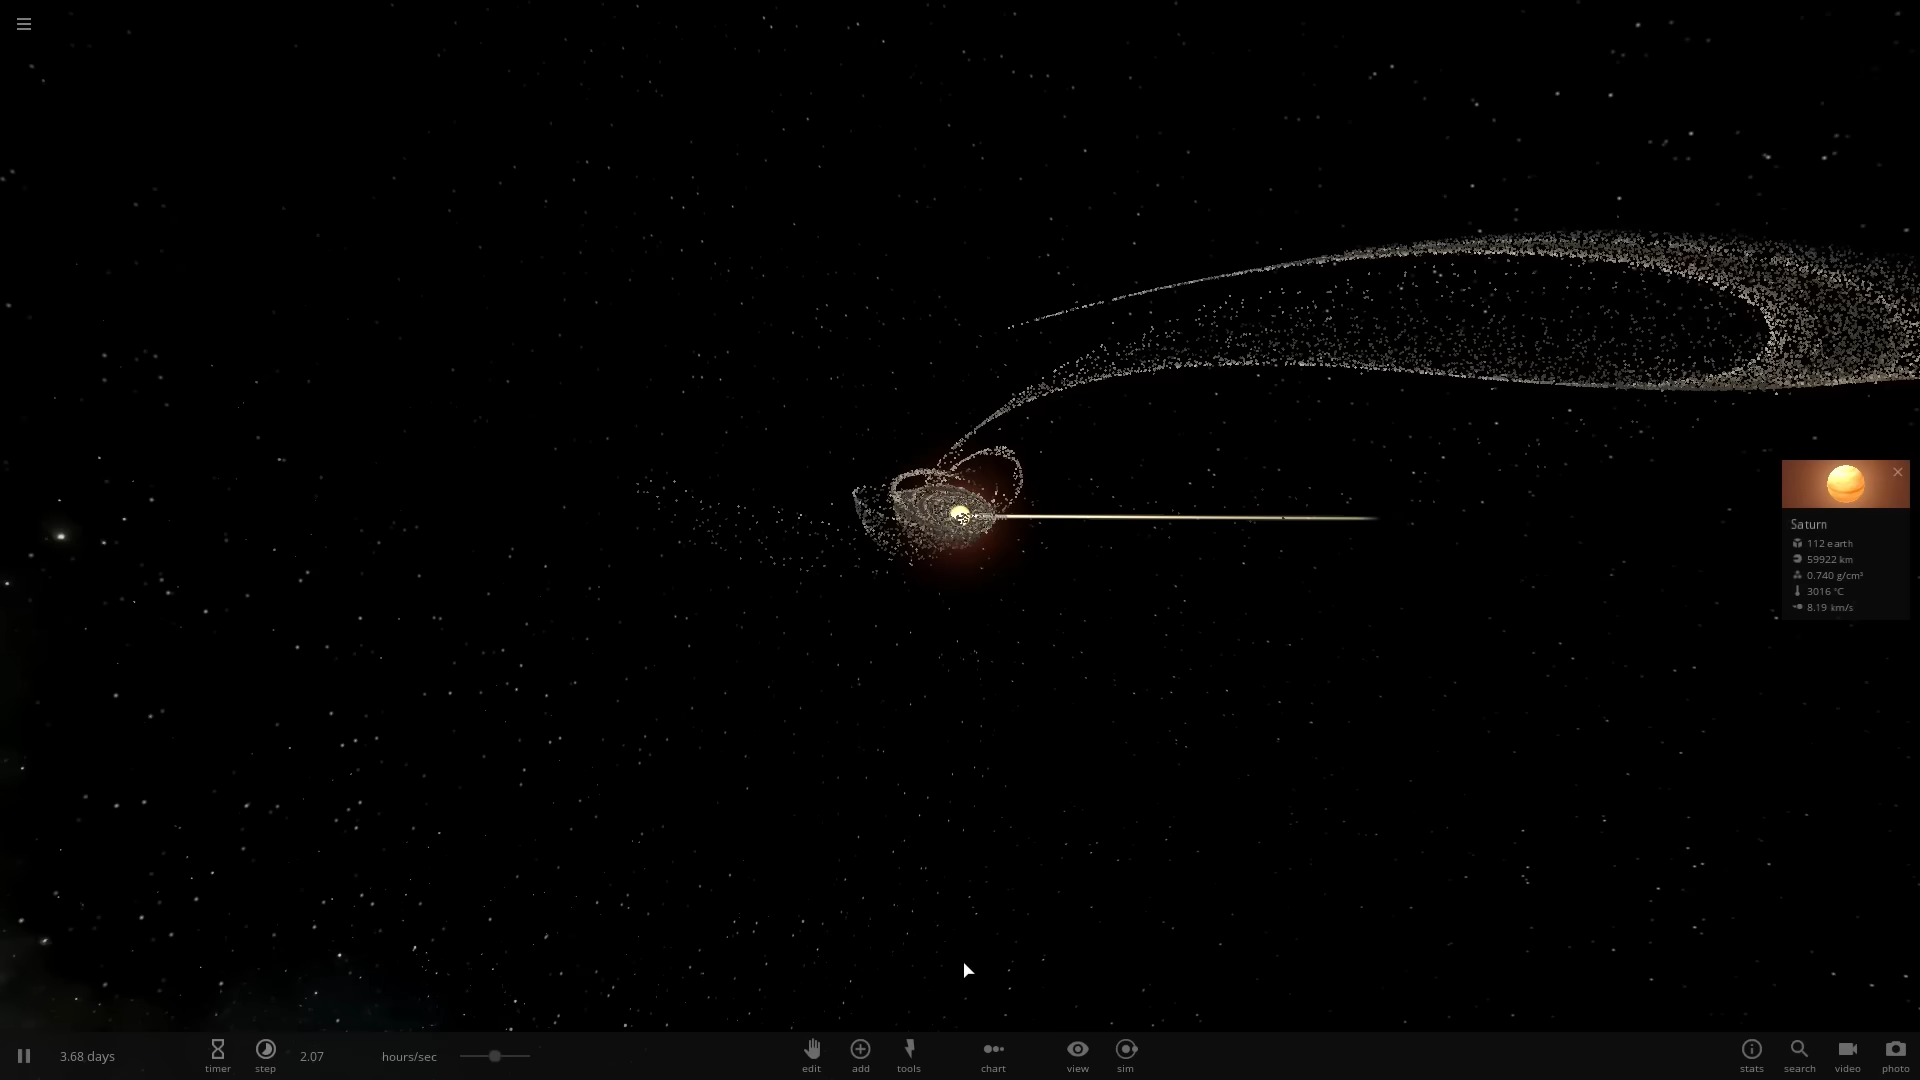 Saturn
112 earth
59922 km
0.740 g/cm³
3016 °C
8.19 km/s
3.68 days
timer
step
2.07
hours/sec
edit
add
tools
chart
view
sim
stats
search
video
photo